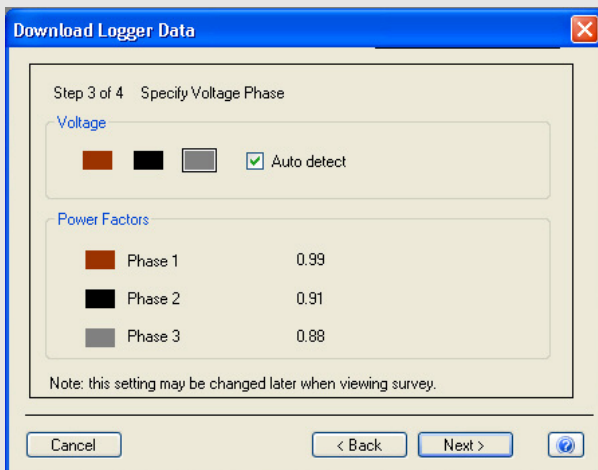 Download Logger Data
Step 3 of 4 Specify Voltage Phase
Voltage
Auto detect
Power Factors
Phase 1 0.99
Phase 2 0.91
Phase 3 0.88
Note: this setting may be changed later when viewing survey.
Cancel < Back Next > ?